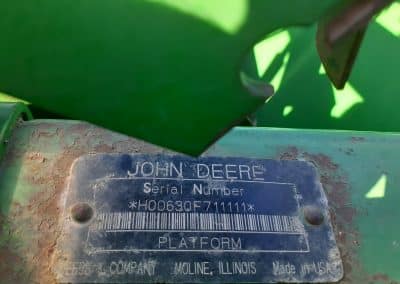 JOHN DEERE
Serial Number
*H00630F711111*
PLATFORM
COMPANY MOLINE, ILLINOIS Made in USA